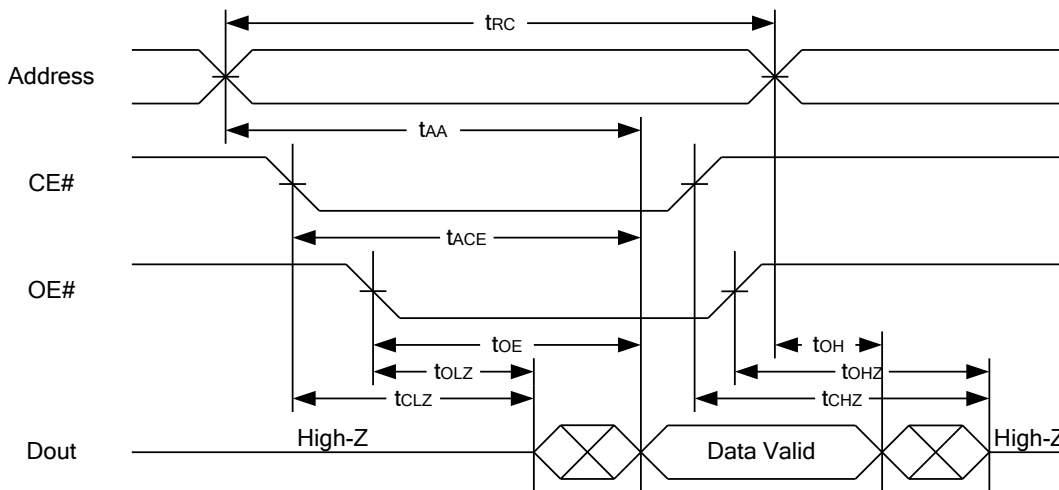 tRC
Address
tAA
CE#
tACE
OE#
tOE
tOH
tOLZ
tOHZ
tCLZ
tCHZ
High-Z
Data Valid
High-Z
Dout